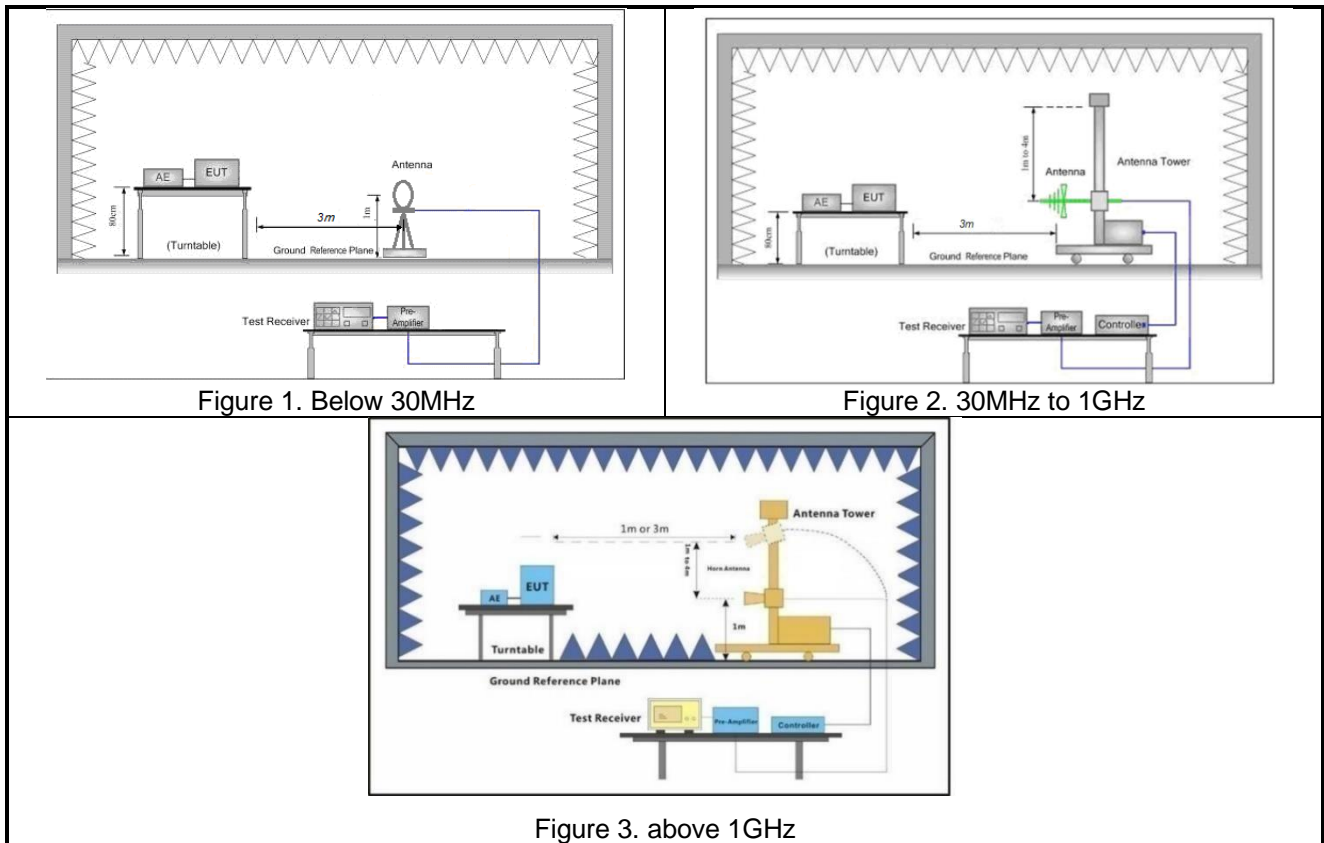 Antenna
AE
EUT
80cm
3m
1m
(Turntable)
Ground Reference Plane
Test Receiver
Pre-
Amplifier
Figure 1. Below 30MHz
1m to 4m
Antenna
Antenna Tower
AE
EUT
80cm
3m
(Turntable)
Ground Reference Plane
Test Receiver
Pre-
Amplifier
Controller
Figure 2. 30MHz to 1GHz
Antenna Tower
1m or 3m
1m to 4m
Horn Antenna
EUT
AE
1m
Turntable
Ground Reference Plane
Test Receiver
Pre-Amplifier
Controller
Figure 3. above 1GHz